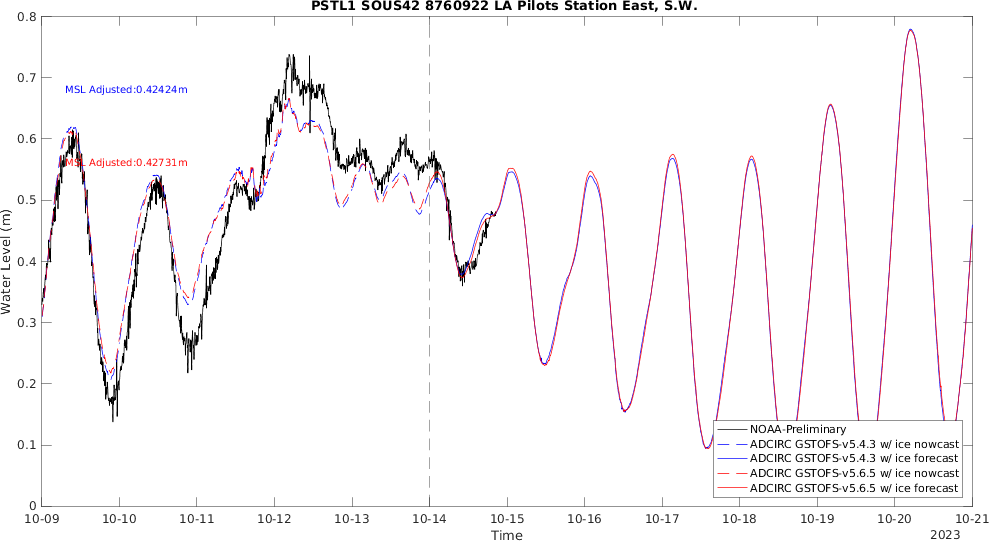 PSTL1 SOUS42 8760922 LA Pilots Station East, S.W.
0.8
0.7
0.6
0.5
0.4
0.3
0.2
0.1
0
Water Level (m)
MSL Adjusted:0.42424m
MSL Adjusted:0.42731m
NOAA-Preliminary
ADCIRC GSTOFS-v5.4.3 w/ ice nowcast
ADCIRC GSTOFS-v5.4.3 w/ ice forecast
ADCIRC GSTOFS-v5.6.5 w/ ice nowcast
ADCIRC GSTOFS-v5.6.5 w/ ice forecast
10-09 10-10 10-11 10-12 10-13 10-14 10-15 10-16 10-17 10-18 10-19 10-20 10-21
Time
2023